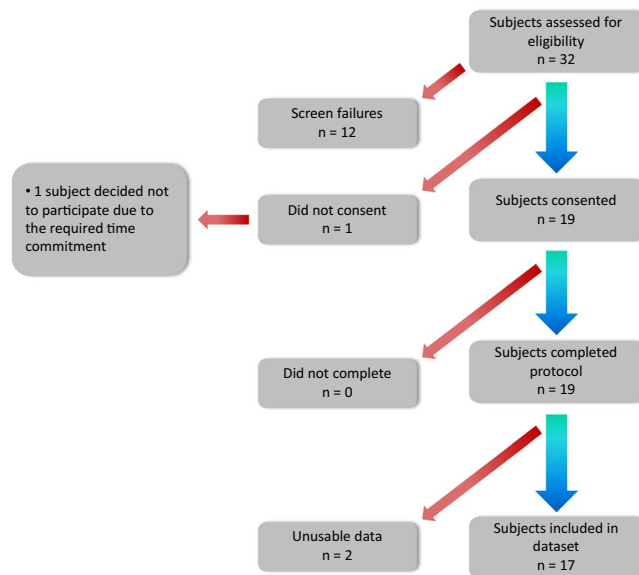 Subjects assessed for
eligibility
n = 32
Screen failures
n = 12
• 1 subject decided not
to participate due to
the required time
commitment
Did not consent
n = 1
Subjects consented
n = 19
Did not complete
n = 0
Subjects completed
protocol
n = 19
Unusable data
n = 2
Subjects included in
dataset
n = 17